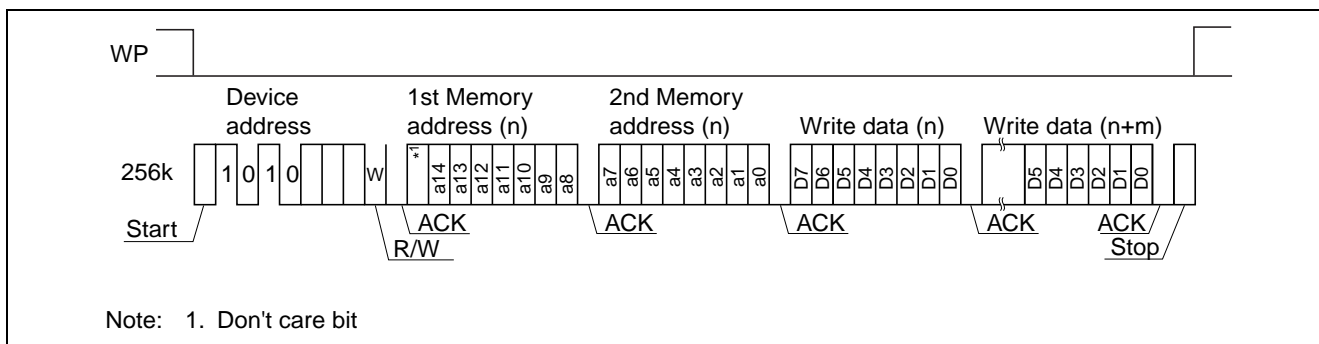 WP
Device 1st Memory 2nd Memory
address address (n) address (n) Write data (n) Write data (n+m)
256k 1 0 1 0 W *1 a14 a13 a12 a11 a10 a9 a8 a7 a6 a5 a4 a3 a2 a1 a0 D7 D6 D5 D4 D3 D2 D1 D0 D5 D4 D3 D2 D1 D0
Start ACK ACK ACK ACK ACK
R/W Stop
Note: 1. Don't care bit